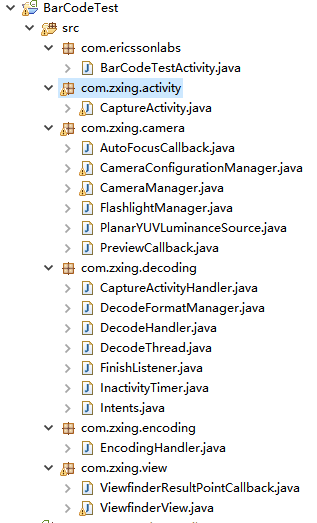 BarCodeTest
src
com.ericssonlabs
BarCodeTestActivity.java
com.zxing.activity
CaptureActivity.java
com.zxing.camera
AutoFocusCallback.java
CameraConfigurationManager.java
CameraManager.java
FlashlightManager.java
PlanarYUVLuminanceSource.java
PreviewCallback.java
com.zxing.decoding
CaptureActivityHandler.java
DecodeFormatManager.java
DecodeHandler.java
DecodeThread.java
FinishListener.java
InactivityTimer.java
Intents.java
com.zxing.encoding
EncodingHandler.java
com.zxing.view
ViewfinderResultPointCallback.java
ViewfinderView.java